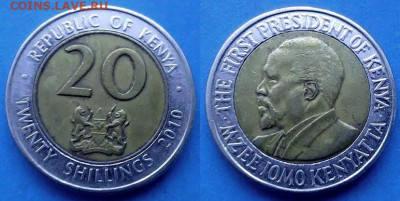 COINS.LAVE.RU
REPUBLIC OF KENYA
20
TWENTY SHILLINGS 2010
THE FIRST PRESIDENT OF KENYA
MZEE JOMO KENYATTA